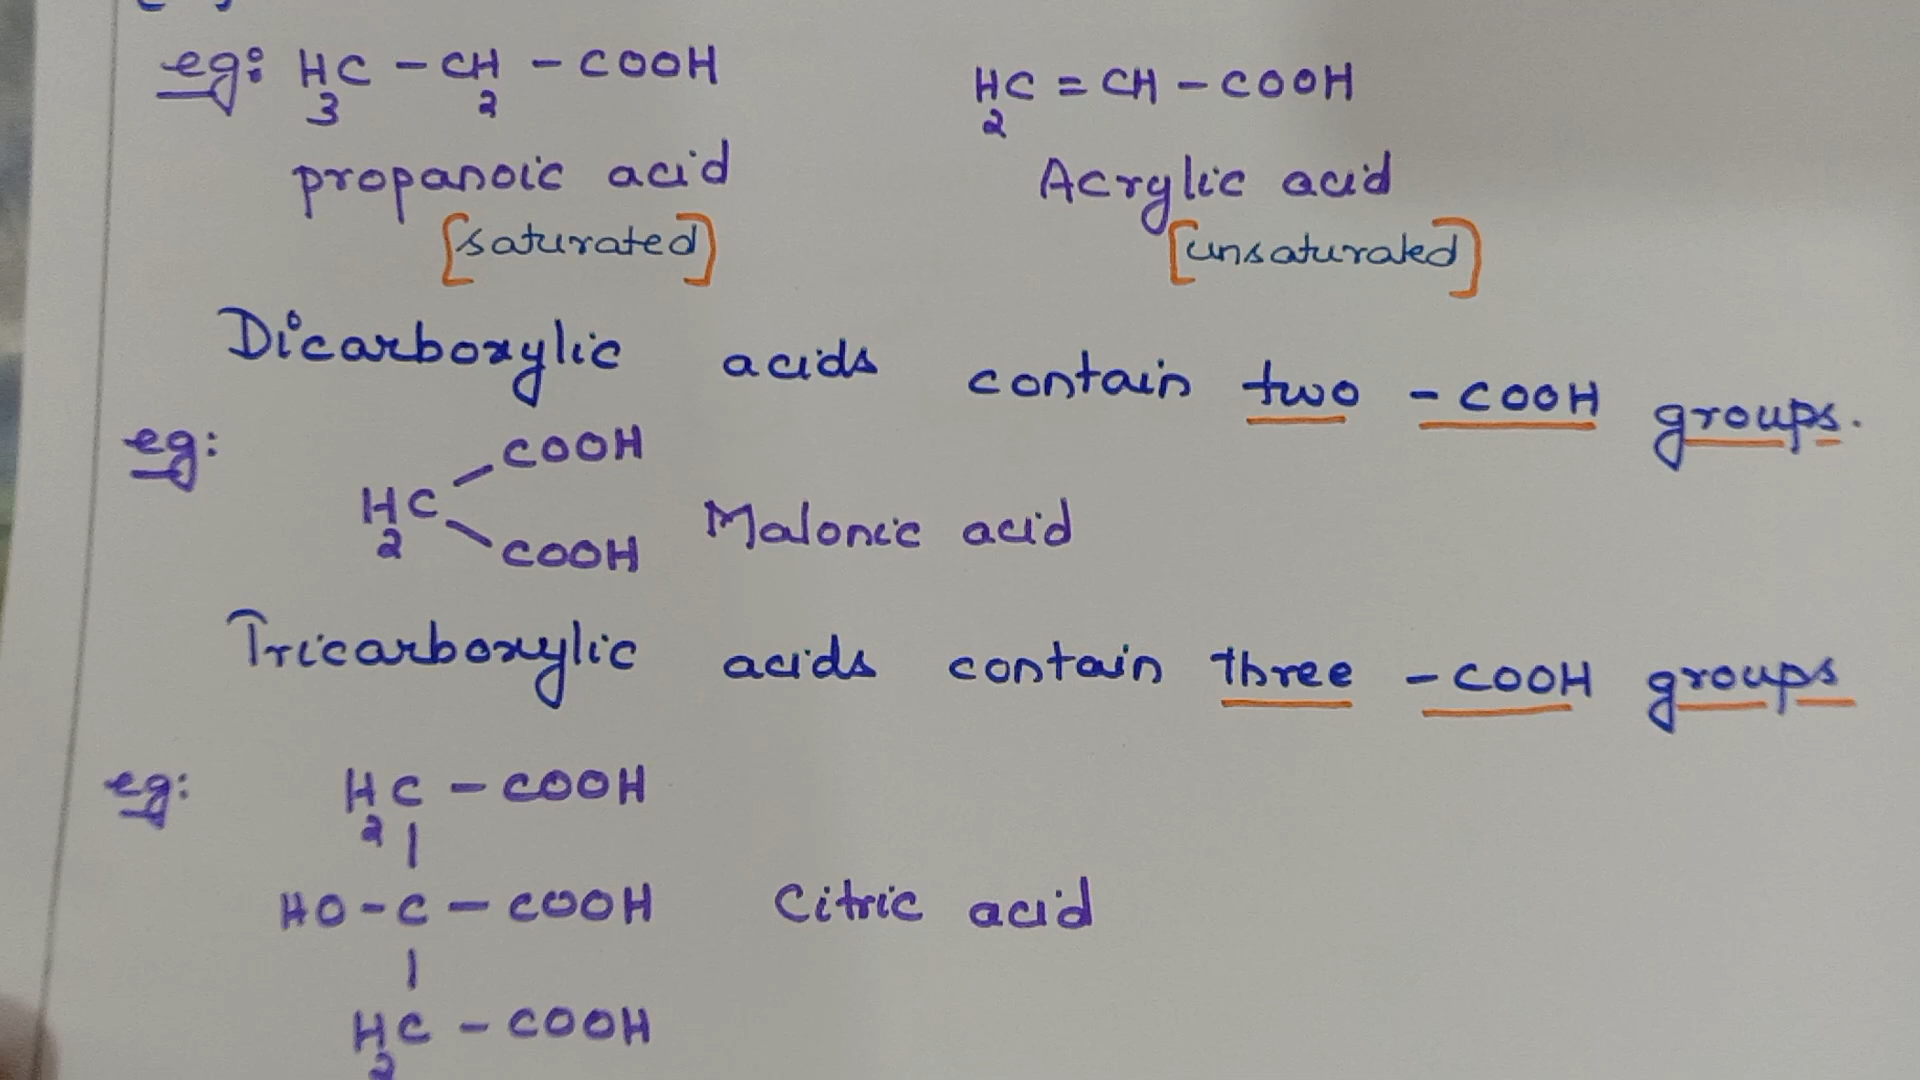 eg: H3C - CH2 - COOH
H2C = CH - COOH
propanoic acid
Acrylic acid
[saturated]
[unsaturated]
Dicarboxylic acids contain two - COOH groups.
eg:
COOH
H2C
Malonic acid
COOH
Tricarboxylic acids contain three - COOH groups
eg:
H2C - COOH
HO - C - COOH
Citric acid
H2C - COOH